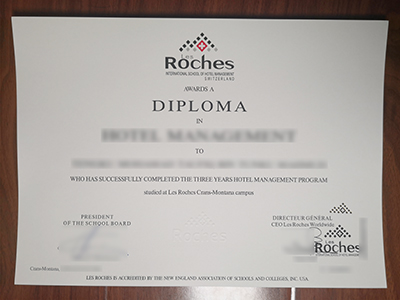 Les
Roches
INTERNATIONAL SCHOOL OF HOTEL MANAGEMENT
SWITZERLAND
AWARDS A
DIPLOMA
IN
HOTEL MANAGEMENT
TO
WHO HAS SUCCESSFULLY COMPLETED THE THREE YEARS HOTEL MANAGEMENT PROGRAM
studied at Les Roches Crans-Montana campus
PRESIDENT
OF THE SCHOOL BOARD
DIRECTEUR GÉNÉRAL
CEO Les Roches Worldwide
Les
Roches
Crans-Montana,
LES ROCHES IS ACCREDITED BY THE NEW ENGLAND ASSOCIATION OF SCHOOLS AND COLLEGES, INC. USA.